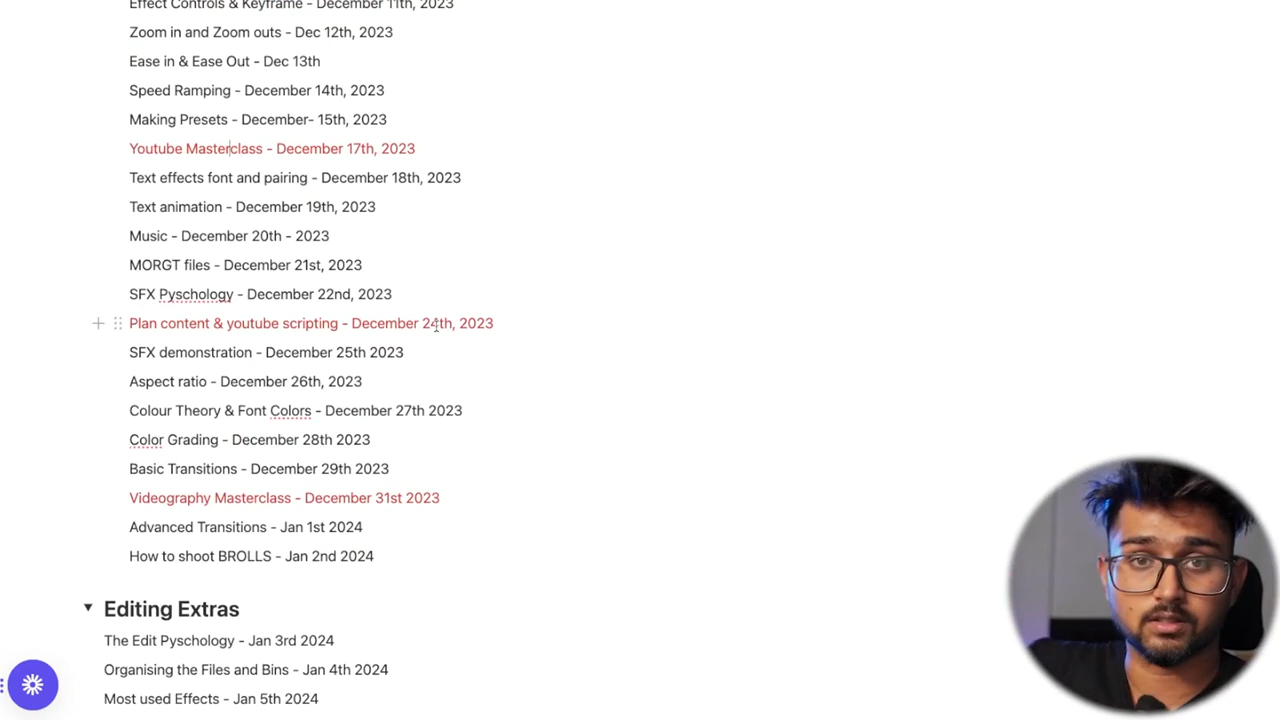 Effect Controls & Keyframe - December 11th, 2023
Zoom in and Zoom outs - Dec 12th, 2023
Ease in & Ease Out - Dec 13th
Speed Ramping - December 14th, 2023
Making Presets - December- 15th, 2023
Youtube Masterclass - December 17th, 2023
Text effects font and pairing - December 18th, 2023
Text animation - December 19th, 2023
Music - December 20th - 2023
MORGT files - December 21st, 2023
SFX Pyschology - December 22nd, 2023
Plan content & youtube scripting - December 24th, 2023
SFX demonstration - December 25th 2023
Aspect ratio - December 26th, 2023
Colour Theory & Font Colors - December 27th 2023
Color Grading - December 28th 2023
Basic Transitions - December 29th 2023
Videography Masterclass - December 31st 2023
Advanced Transitions - Jan 1st 2024
How to shoot BROLLS - Jan 2nd 2024
Editing Extras
The Edit Pyschology - Jan 3rd 2024
Organising the Files and Bins - Jan 4th 2024
Most used Effects - Jan 5th 2024